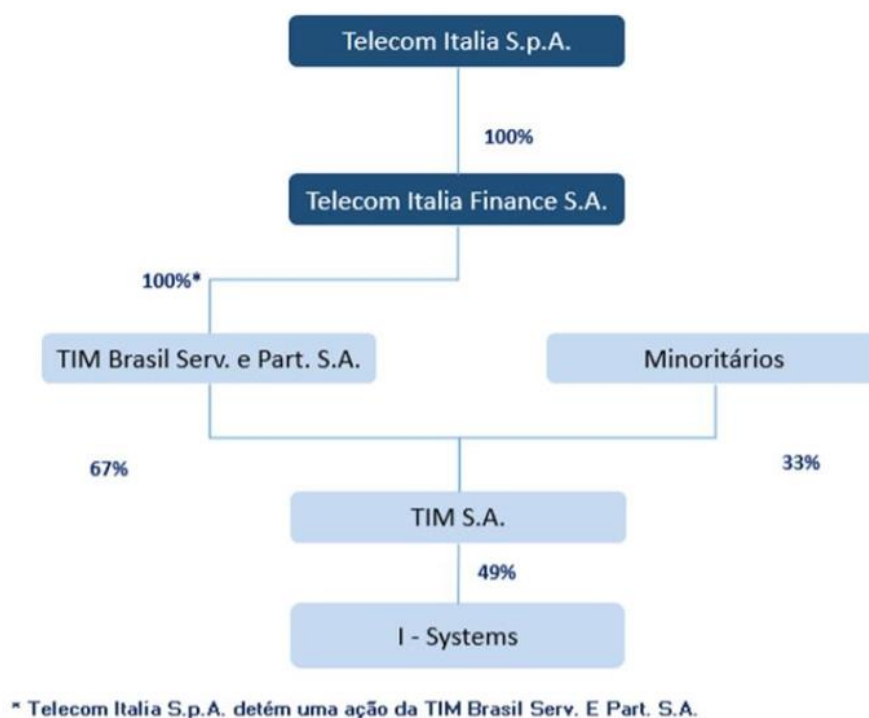 Telecom Italia S.p.A.
100%
Telecom Italia Finance S.A.
100%*
TIM Brasil Serv. e Part. S.A.
Minoritários
67%
33%
TIM S.A.
49%
I - Systems
* Telecom Italia S.p.A. detém uma ação da TIM Brasil Serv. E Part. S.A.